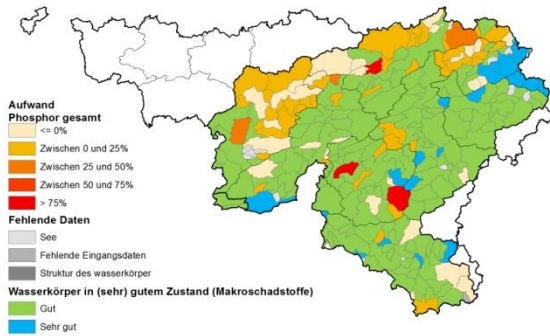 Aufwand
Phosphor gesamt
<= 0%
Zwischen 0 und 25%
Zwischen 25 und 50%
Zwischen 50 und 75%
> 75%
Fehlende Daten
See
Fehlende Eingangsdaten
Struktur des wasserkörper
Wasserkörper in (sehr) gutem Zustand (Makroschadstoffe)
Gut
Sehr gut